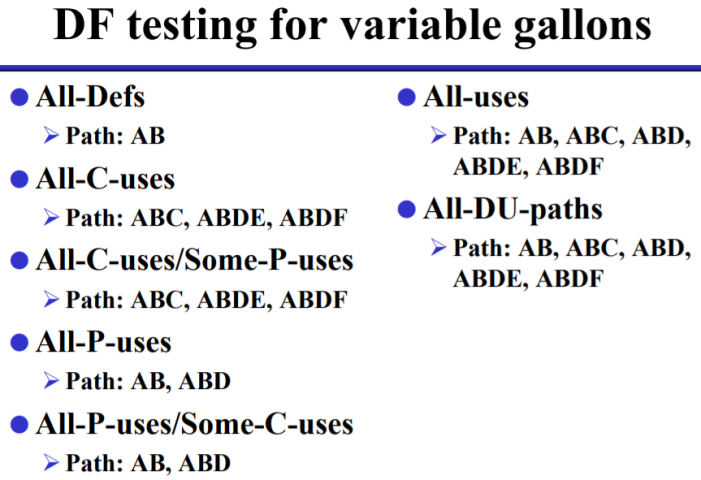 DF testing for variable gallons
● All-Defs
➢ Path: AB
● All-C-uses
➢ Path: ABC, ABDE, ABDF
● All-C-uses/Some-P-uses
➢ Path: ABC, ABDE, ABDF
● All-P-uses
➢ Path: AB, ABD
● All-P-uses/Some-C-uses
➢ Path: AB, ABD
● All-uses
➢ Path: AB, ABC, ABD,
ABDE, ABDF
● All-DU-paths
➢ Path: AB, ABC, ABD,
ABDE, ABDF